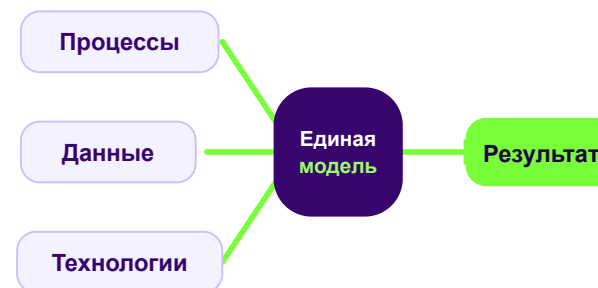 Процессы
Данные
Технологии
Единая
модель
Результат